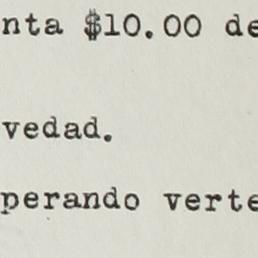 nta $10.00 de
vedad.
perando verte